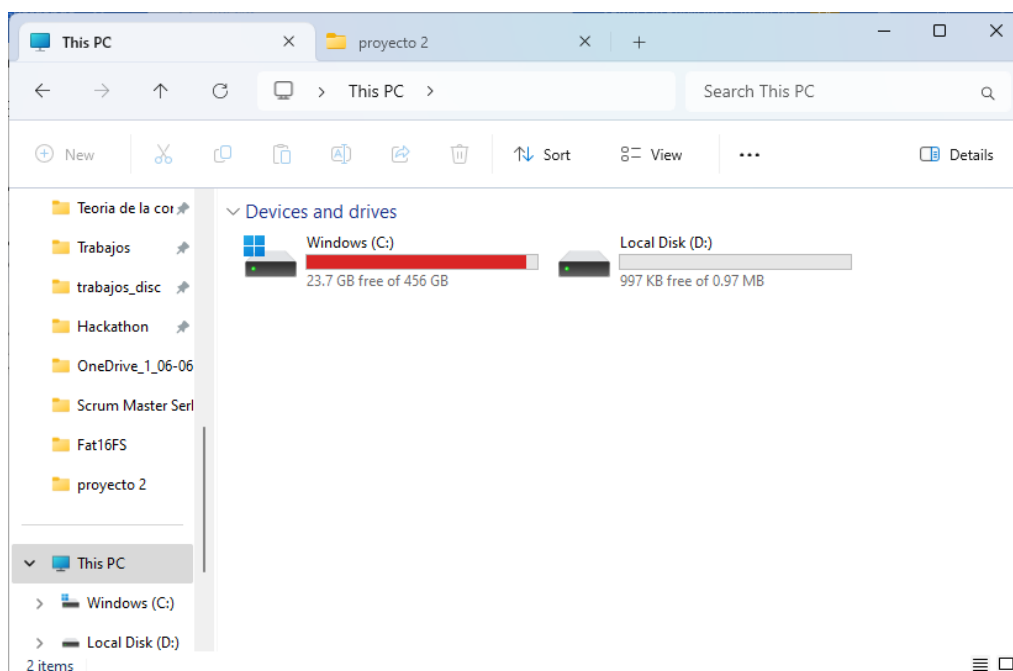 This PC
proyecto 2
This PC
Search This PC
New
Sort
View
Details
Teoria de la cor
Trabajos
trabajos_disc
Hackathon
OneDrive_1_06-06
Scrum Master Serl
Fat16FS
proyecto 2
This PC
Windows (C:)
Local Disk (D:)
Devices and drives
Windows (C:)
23.7 GB free of 456 GB
Local Disk (D:)
997 KB free of 0.97 MB
2 items